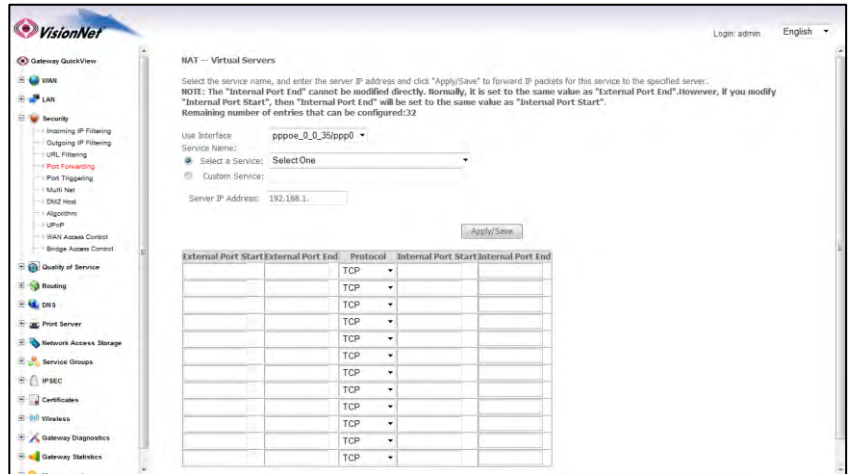 VisionNet
Login: admin
English
Gateway QuickView
WAN
LAN
Security
Incoming IP Filtering
Outgoing IP Filtering
URL Filtering
Port Forwarding
Port Triggering
Multi Nat
DMZ Host
Algorithm
UPnP
WAN Access Control
Bridge Access Control
Quality of Service
Routing
DNS
Print Server
Network Access Storage
Service Groups
IPSEC
Certificates
Wireless
Gateway Diagnostics
Gateway Statistics
NAT -- Virtual Servers
Select the service name, and enter the server IP address and click "Apply/Save" to forward IP packets for this service to the specified server.
NOTE: The "Internal Port End" cannot be modified directly. Normally, it is set to the same value as "External Port End".However, if you modify
"Internal Port Start", then "Internal Port End" will be set to the same value as "Internal Port Start".
Remaining number of entries that can be configured:32
Use Interface pppoe_0_0_35/ppp0
Service Name:
Select a Service: Select One
Custom Service:
Server IP Address: 192.168.1.
Apply/Save
External Port Start External Port End Protocol Internal Port Start Internal Port End
TCP
TCP
TCP
TCP
TCP
TCP
TCP
TCP
TCP
TCP
TCP
TCP